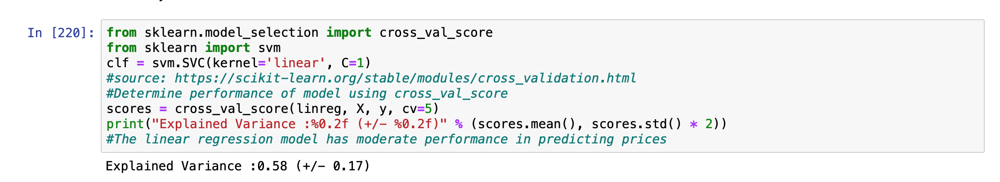 In [220]: from sklearn.model_selection import cross_val_score
from sklearn import svm
clf = svm.SVC(kernel='linear', C=1)
#source: https://scikit-learn.org/stable/modules/cross_validation.html
#Determine performance of model using cross_val_score
scores = cross_val_score(linreg, X, y, cv=5)
print("Explained Variance :%0.2f (+/- %0.2f)" % (scores.mean(), scores.std() * 2))
#The linear regression model has moderate performance in predicting prices
Explained Variance :0.58 (+/- 0.17)